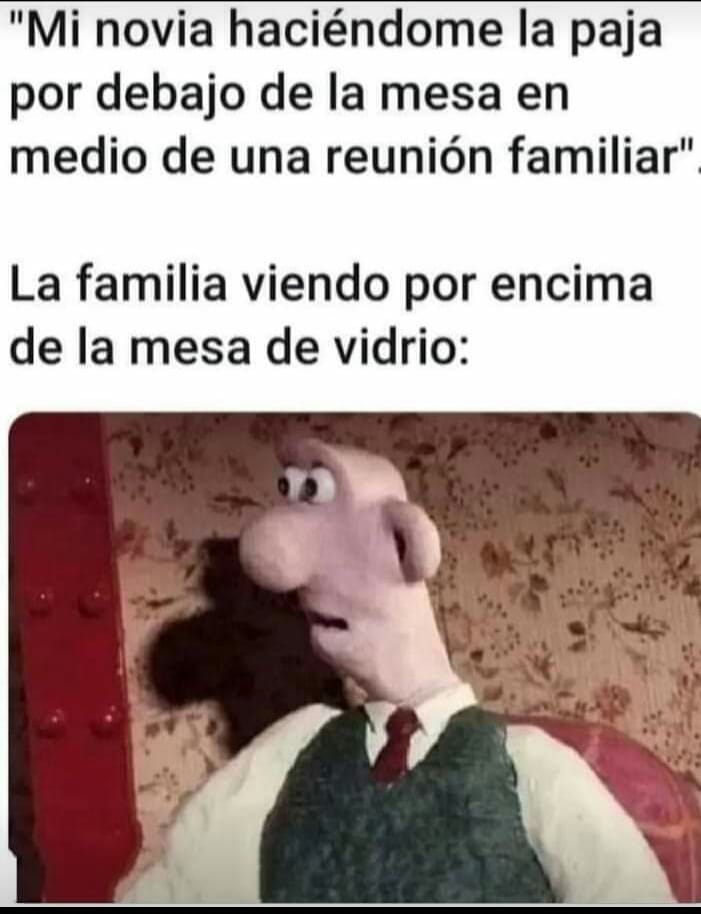 "Mi novia haciéndome la paja
por debajo de la mesa en
medio de una reunión familiar".
La familia viendo por encima
de la mesa de vidrio: